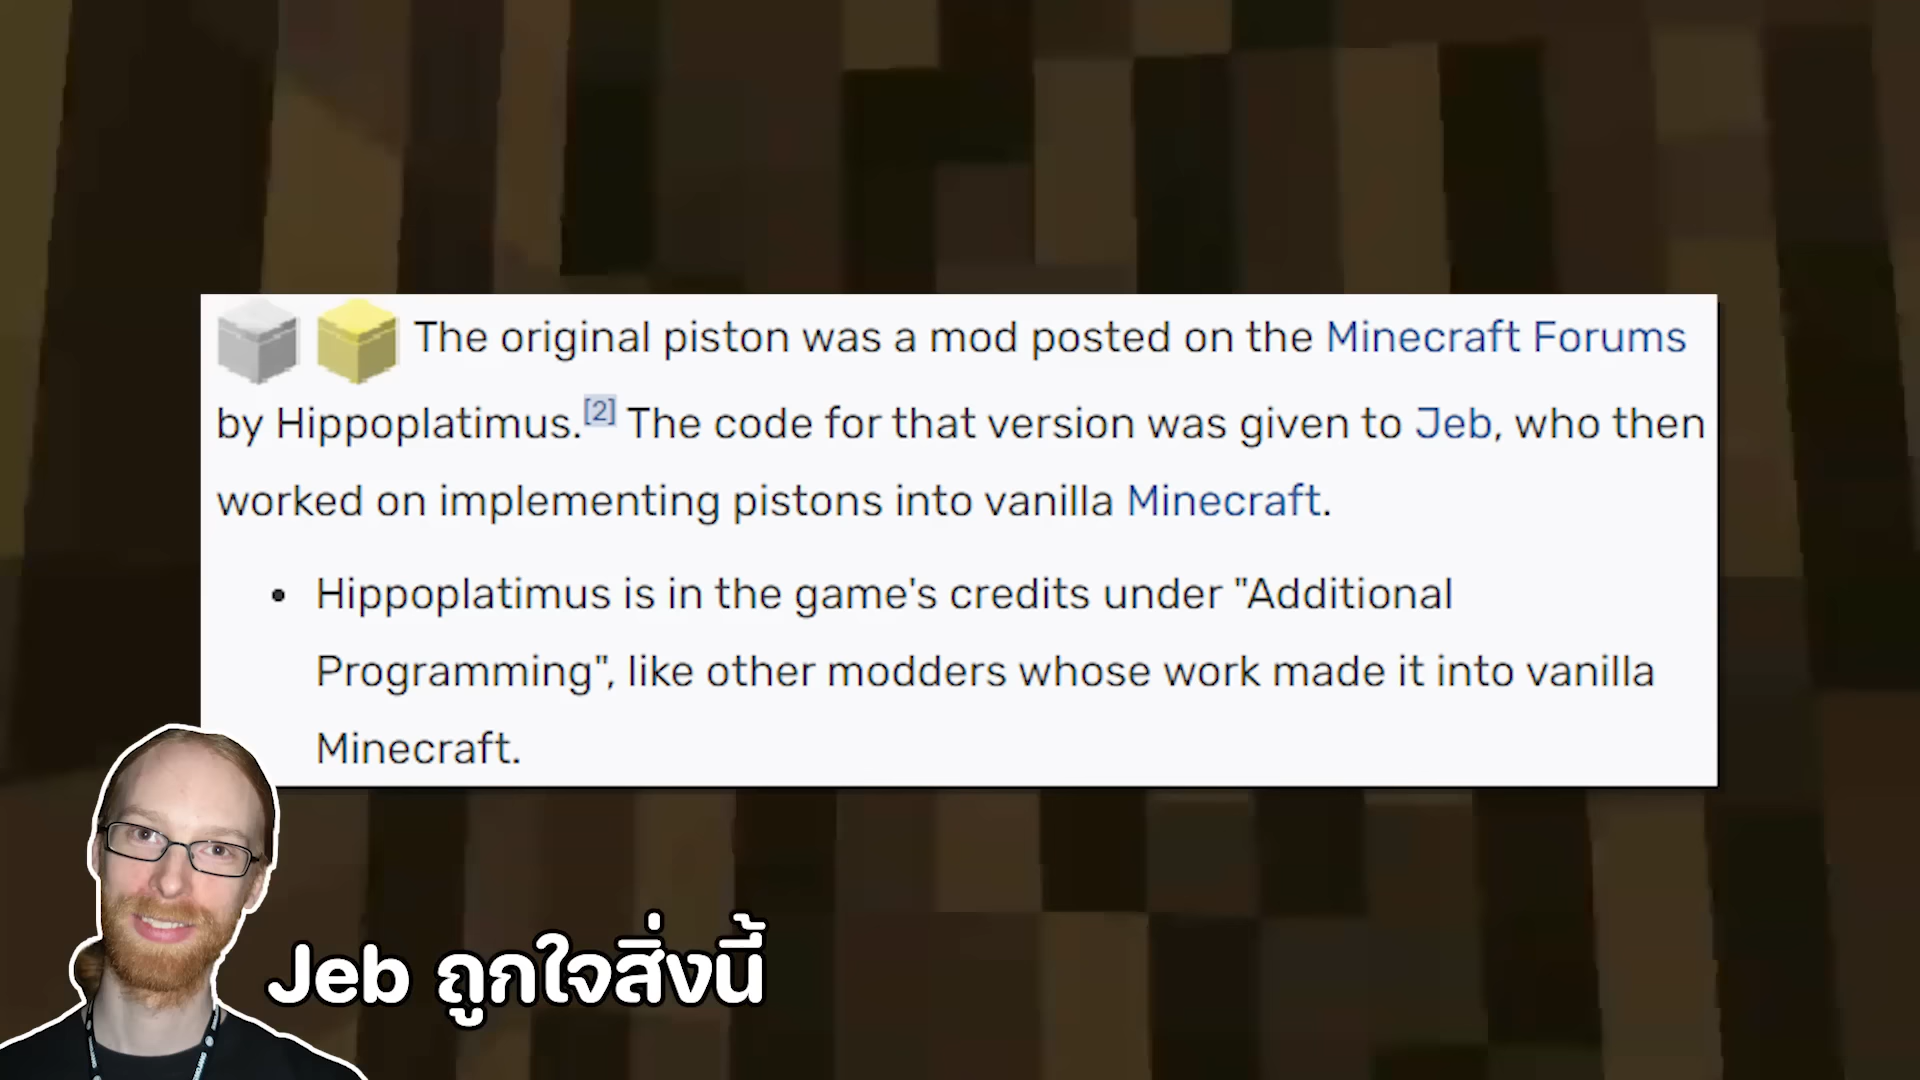 The original piston was a mod posted on the Minecraft Forums
by Hippoplatimus.[2] The code for that version was given to Jeb, who then
worked on implementing pistons into vanilla Minecraft.
• Hippoplatimus is in the game's credits under "Additional
Programming", like other modders whose work made it into vanilla
Minecraft.
Jeb ถูกใจสิ่งนี้